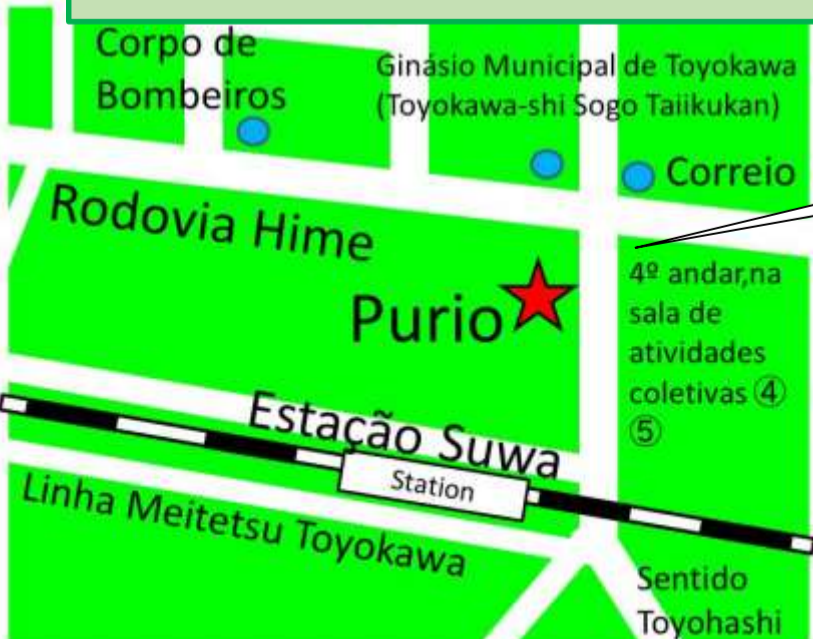 Corpo de
Bombeiros
Ginásio Municipal de Toyokawa
(Toyokawa-shi Sogo Taiikukan)
Correio
Rodovia Hime
Purio
4º andar,na
sala de
atividades
coletivas ④
⑤
Estação Suwa
Station
Linha Meitetsu Toyokawa
Sentido
Toyohashi